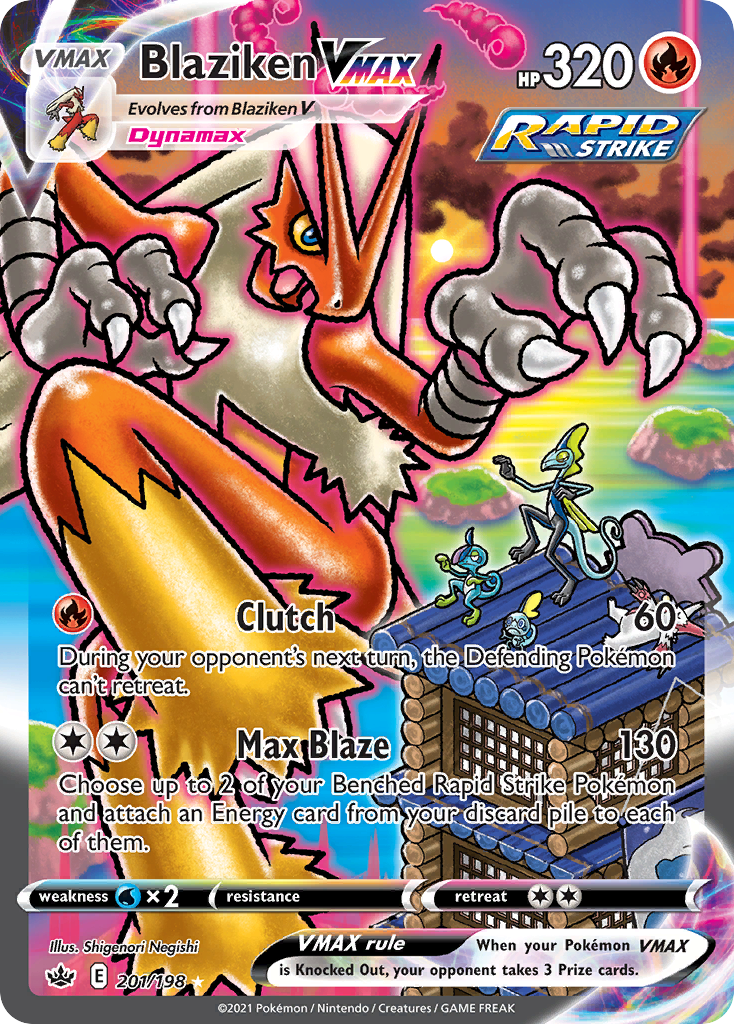 VMAX
Blaziken VMAX
HP 320
Evolves from Blaziken V
Dynamax
RAPID
STRIKE
Clutch 60
During your opponent's next turn, the Defending Pokémon
can't retreat.
Max Blaze 130
Choose up to 2 of your Benched Rapid Strike Pokémon
and attach an Energy card from your discard pile to each
of them.
weakness ×2 resistance retreat
Illus. Shigenori Negishi
VMAX rule When your Pokémon VMAX
is Knocked Out, your opponent takes 3 Prize cards.
E 201/198 ★
©2021 Pokémon / Nintendo / Creatures / GAME FREAK